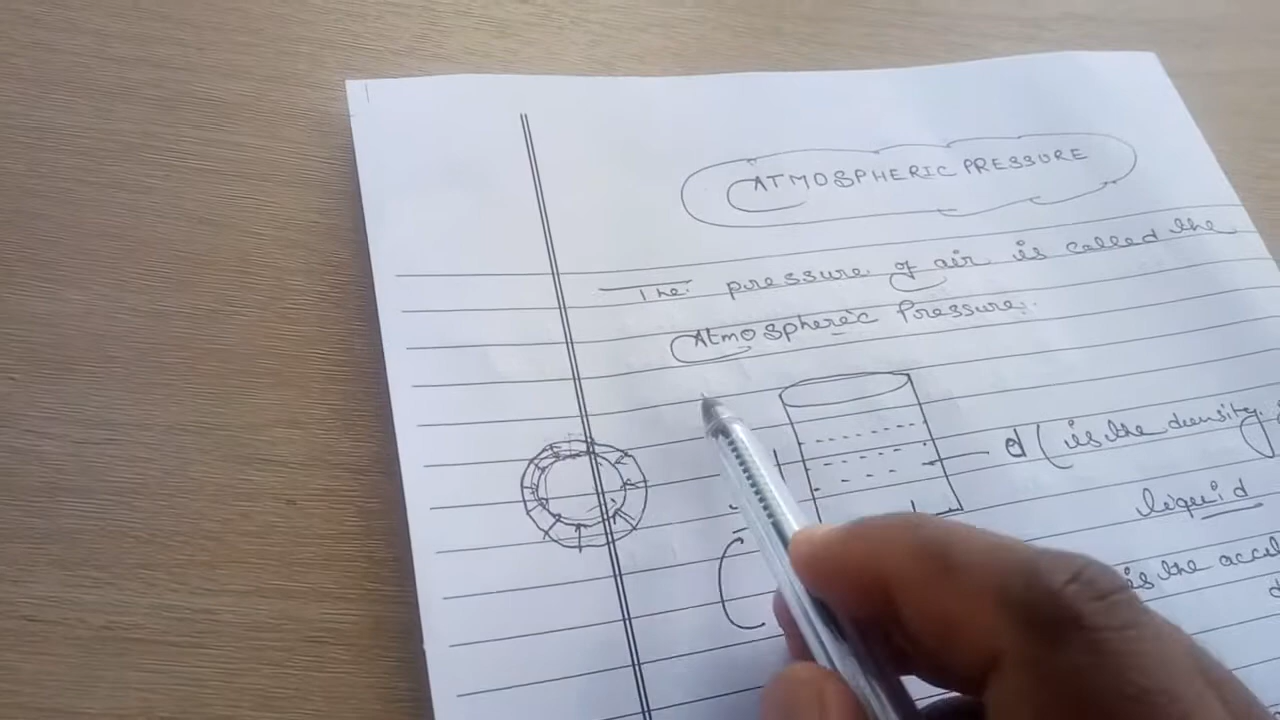 ATMOSPHERIC PRESSURE
The pressure of air is called the
Atmospheric Pressure.
d (is the density
liquid
is the accel